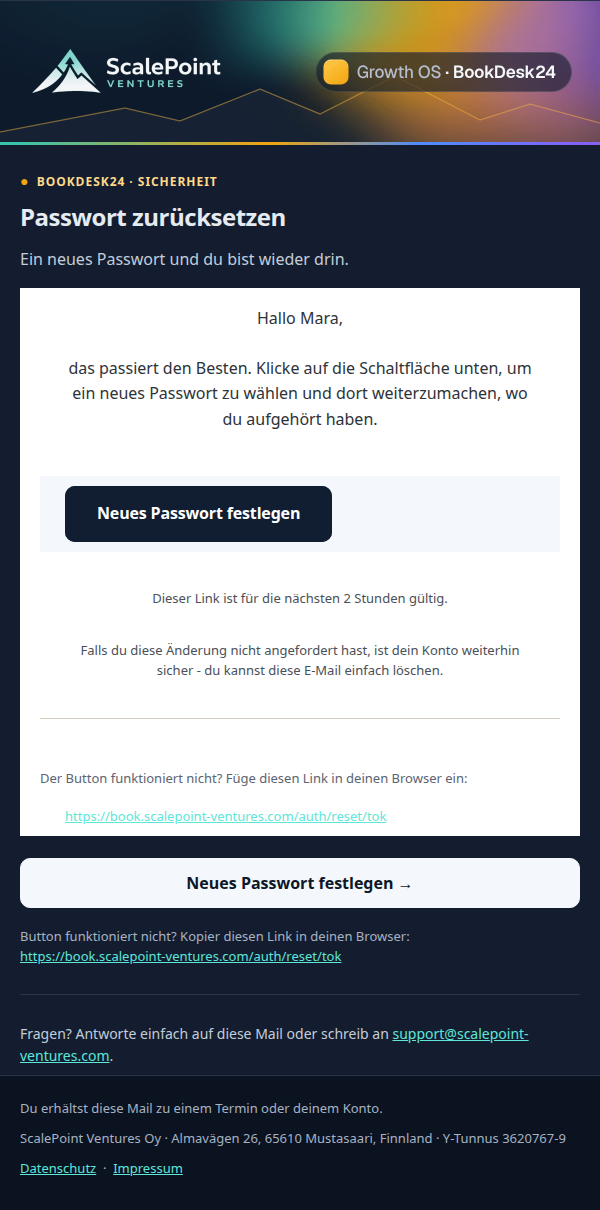 ScalePoint
VENTURES
Growth OS · BookDesk24
BOOKDESK24 · SICHERHEIT
Passwort zurücksetzen
Ein neues Passwort und du bist wieder drin.
Hallo Mara,
das passiert den Besten. Klicke auf die Schaltfläche unten, um
ein neues Passwort zu wählen und dort weiterzumachen, wo
du aufgehört haben.
Neues Passwort festlegen
Dieser Link ist für die nächsten 2 Stunden gültig.
Falls du diese Änderung nicht angefordert hast, ist dein Konto weiterhin
sicher - du kannst diese E-Mail einfach löschen.
Der Button funktioniert nicht? Füge diesen Link in deinen Browser ein:
https://book.scalepoint-ventures.com/auth/reset/tok
Neues Passwort festlegen →
Button funktioniert nicht? Kopier diesen Link in deinen Browser:
https://book.scalepoint-ventures.com/auth/reset/tok
Fragen? Antworte einfach auf diese Mail oder schreib an support@scalepoint-
ventures.com.
Du erhältst diese Mail zu einem Termin oder deinem Konto.
ScalePoint Ventures Oy · Almavägen 26, 65610 Mustasaari, Finnland · Y-Tunnus 3620767-9
Datenschutz · Impressum